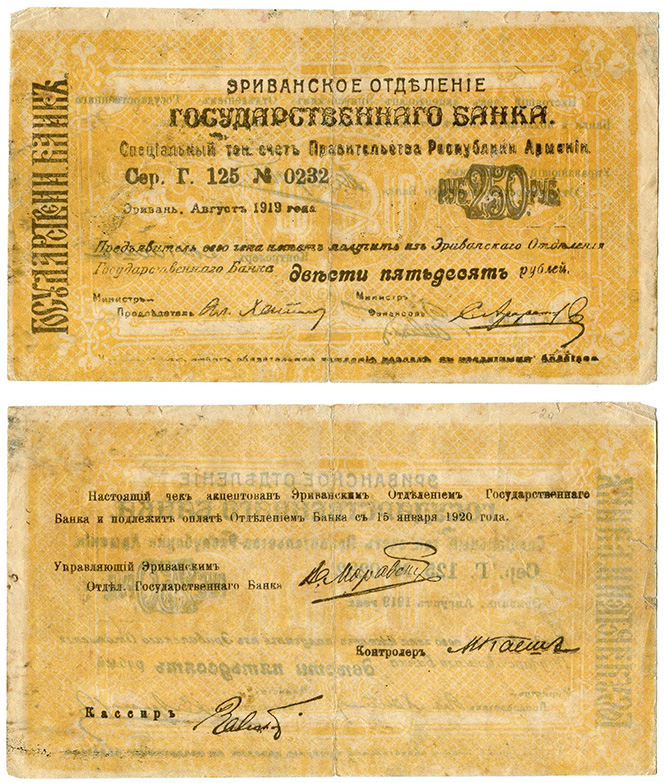 ГОСУДАРСТВЕНН БАНКЪ
ЭРИВАНСКОЕ ОТДѢЛЕНІЕ
ГОСУДАРСТВЕННАГО БАНКА.
Спеціальный тек. счетъ Правительства Республики Арменіи.
Сер. Г. 125 № 0232
РУБ. 250 РУБ.
Эривань, Августъ 1919 года
Предъявитель сего чека имѣетъ получить изъ Эриванскаго Отдѣленія
Государственнаго Банка двѣсти пятьдесятъ рублей.
Министръ-
Предсѣдатель
Министръ
Финансовъ
Настоящій чекъ акцептованъ Эриванскимъ Отдѣленіемъ Государственнаго
Банка и подлежитъ оплатѣ Отдѣленіемъ Банка съ 15 января 1920 года.
Управляющій Эриванскимъ
Отдѣл. Государственнаго Банка
Контролеръ
Кассиръ